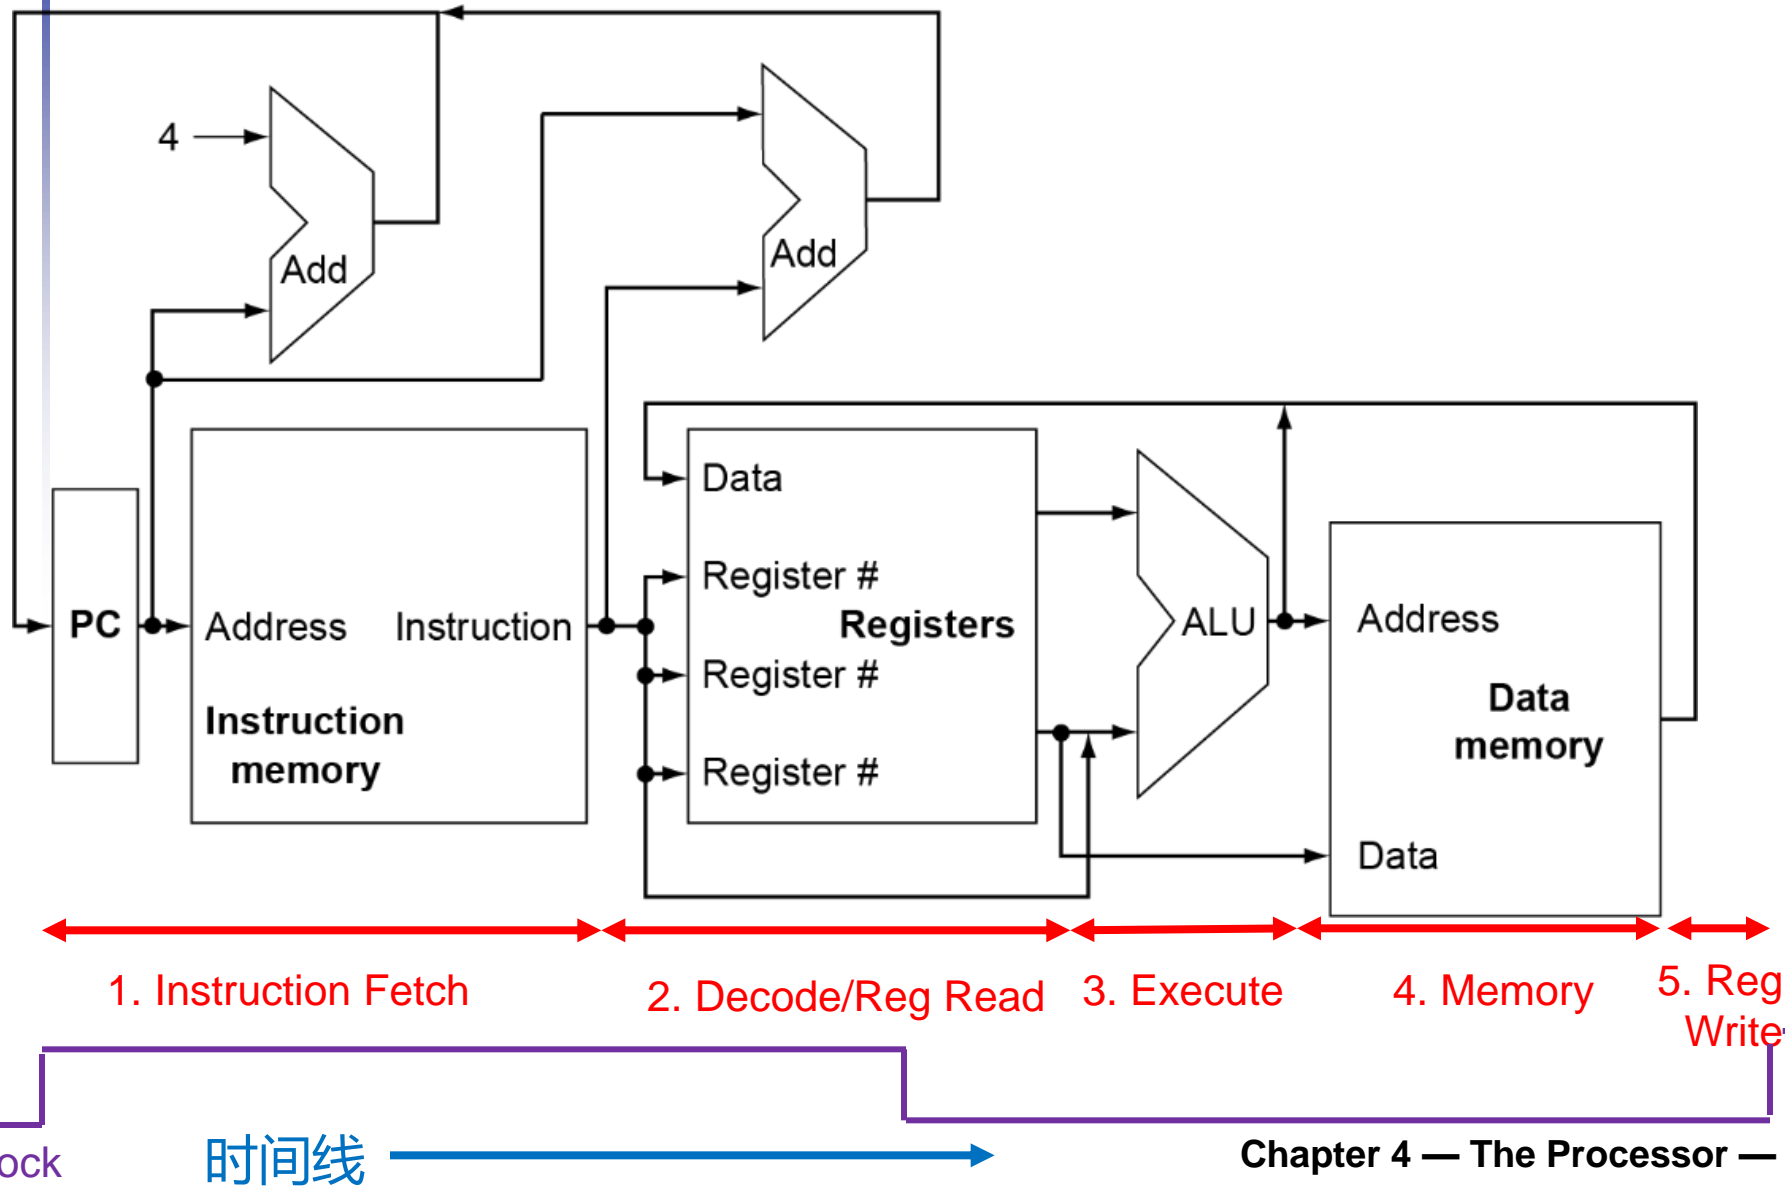 4
Add
Add
Data
Register #
PC
Address
Instruction
Registers
ALU
Address
Register #
Data
memory
Instruction
memory
Register #
Data
1. Instruction Fetch
2. Decode/Reg Read
3. Execute
4. Memory
5. Reg
Write
ock
时间线
Chapter 4 — The Processor —